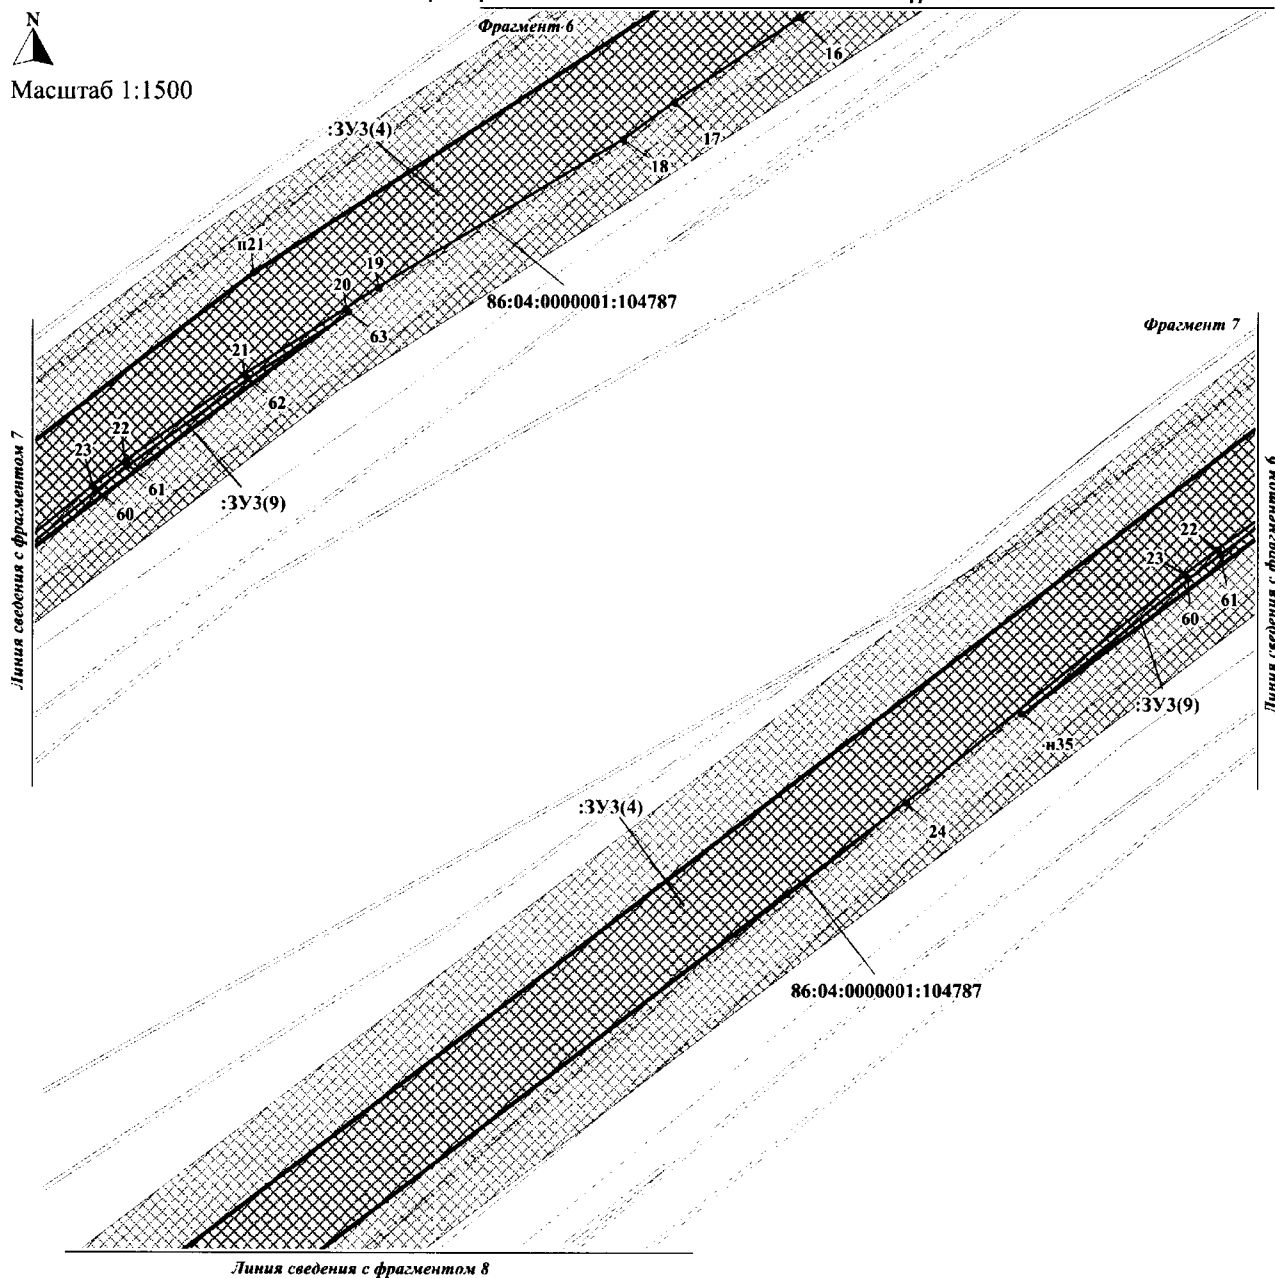 N
Масштаб 1:1500
Фрагмент 6
16
:ЗУ3(4)
17
18
п21
19
20
86:04:0000001:104787
63
Фрагмент 7
21
62
22
23
61
60
:ЗУ3(9)
Линия сведения с фрагментом 7
Линия сведения с фрагментом 6
22
23
61
60
:ЗУ3(9)
н35
:ЗУ3(4)
24
86:04:0000001:104787
Линия сведения с фрагментом 8